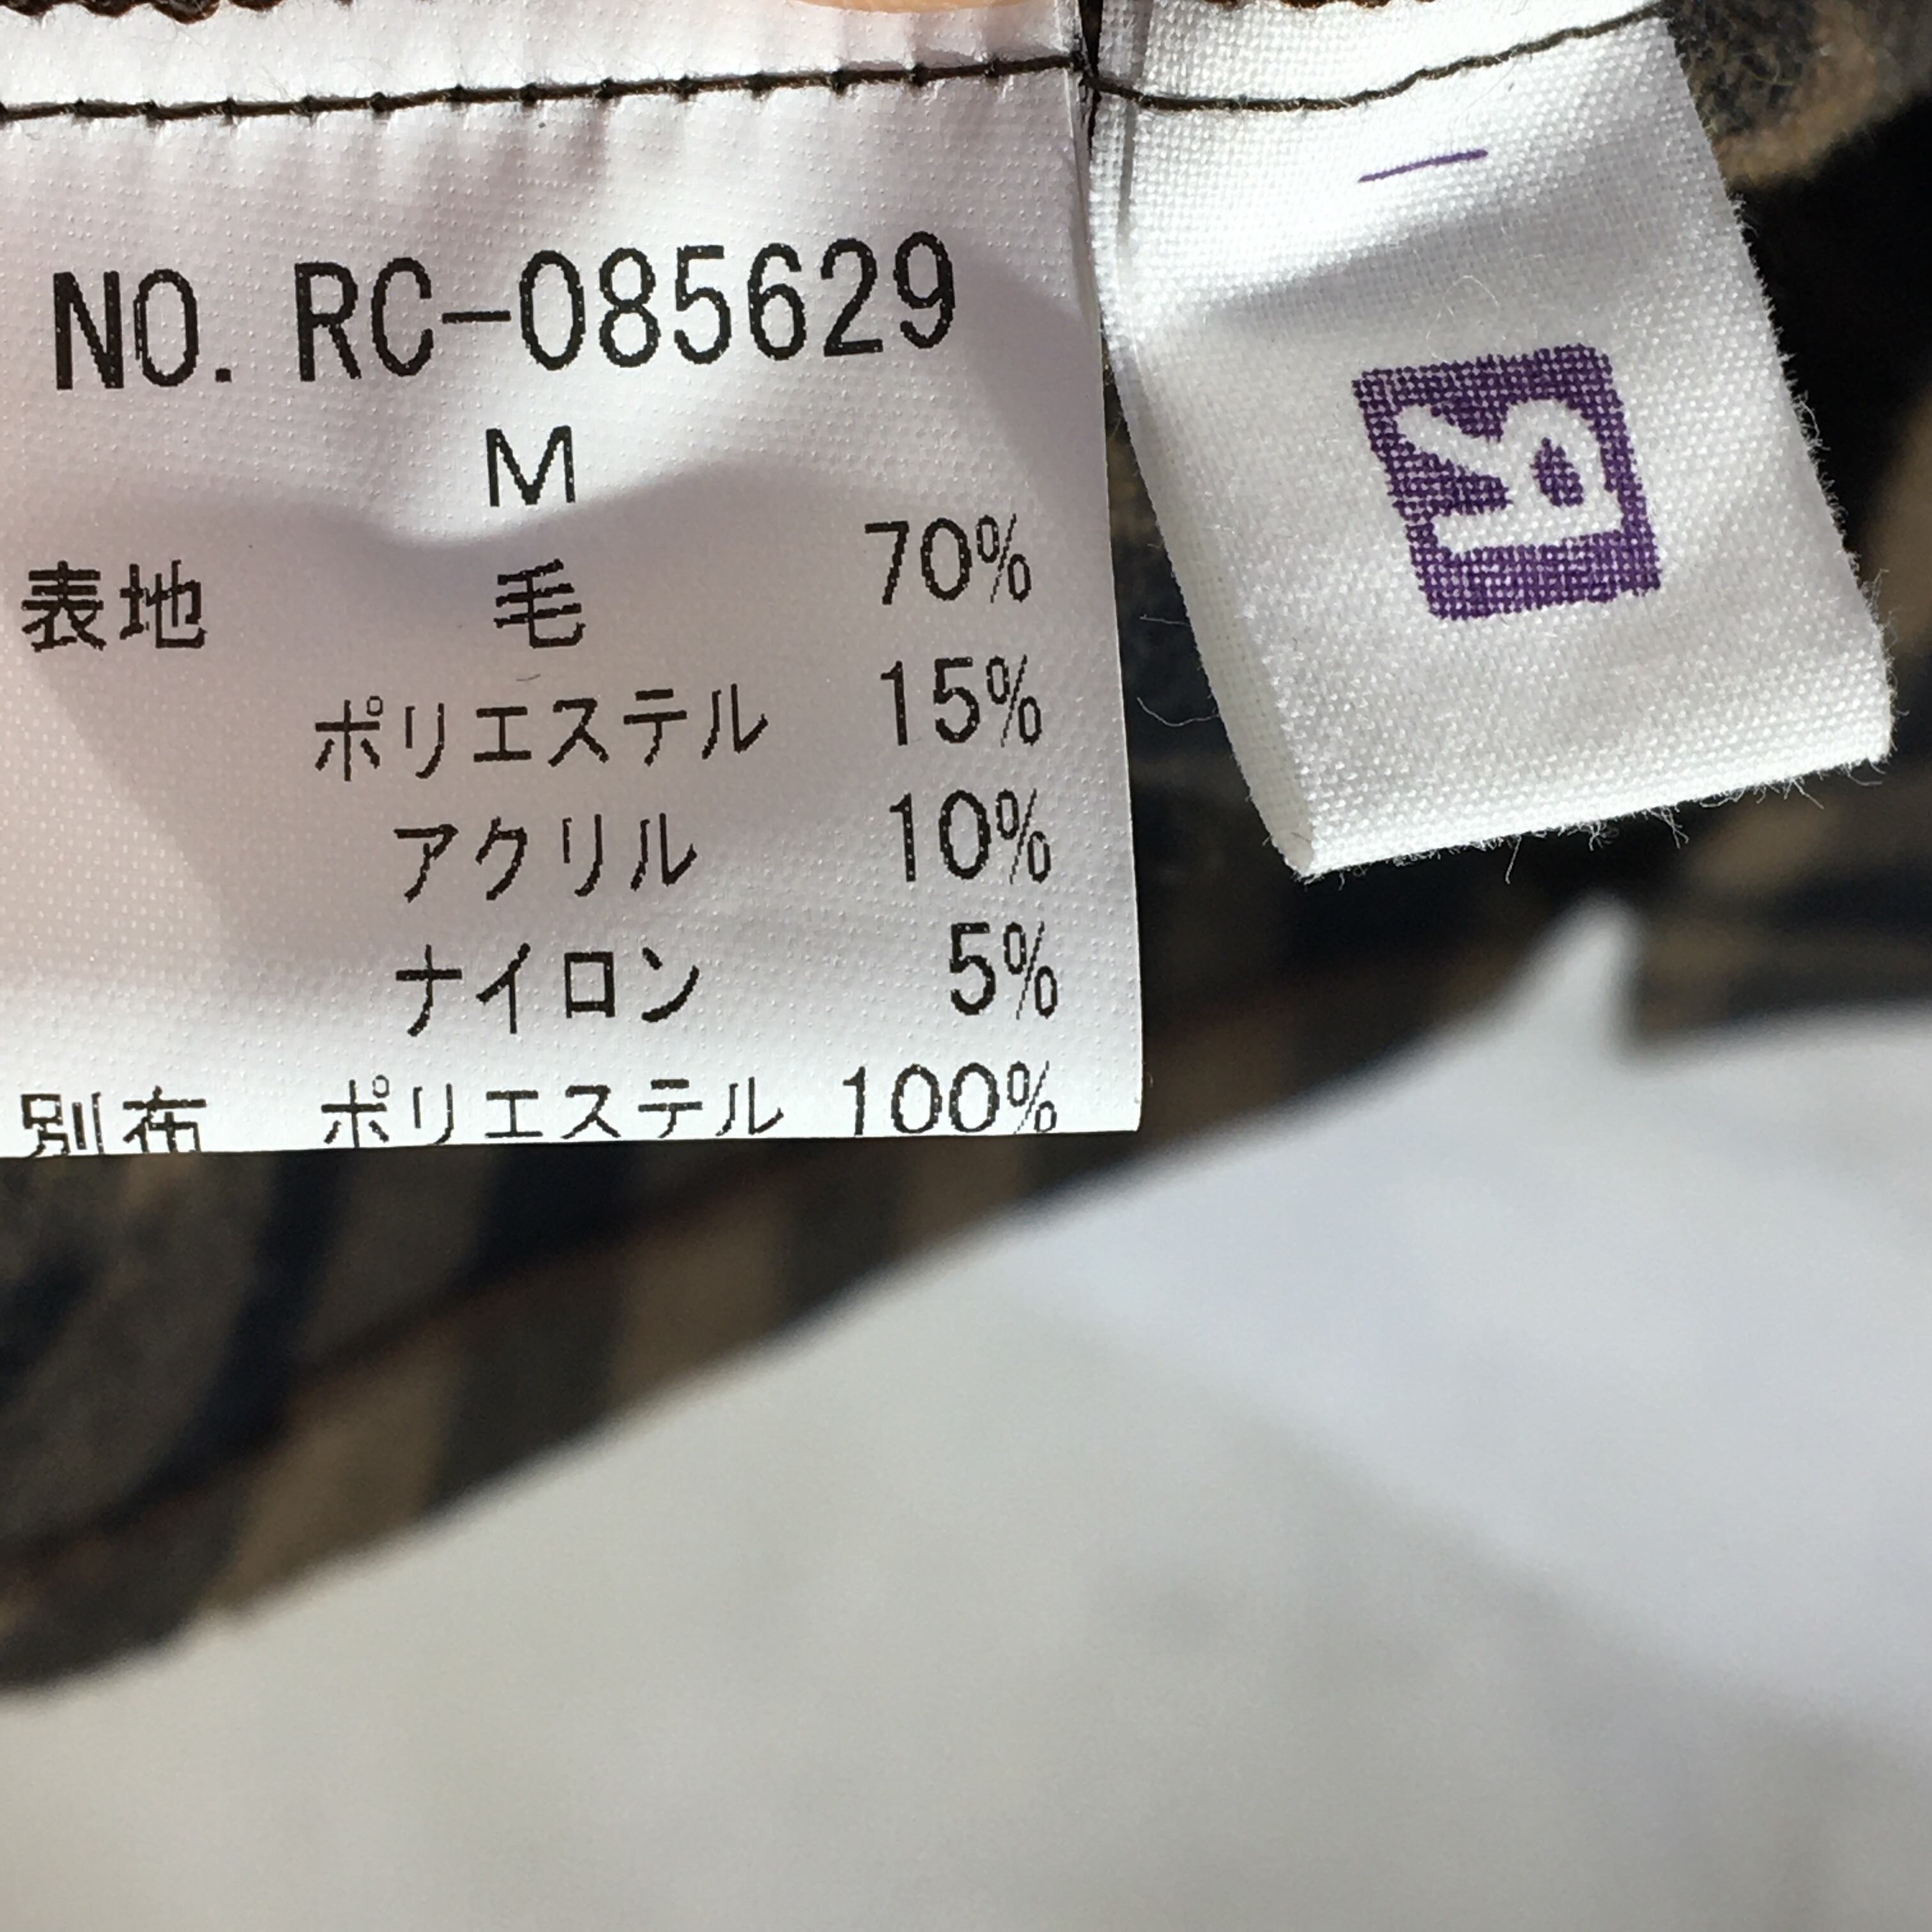 NO. RC-085629
M
表地 毛 70%
ポリエステル 15%
アクリル 10%
ナイロン 5%
別布 ポリエステル 100%
R